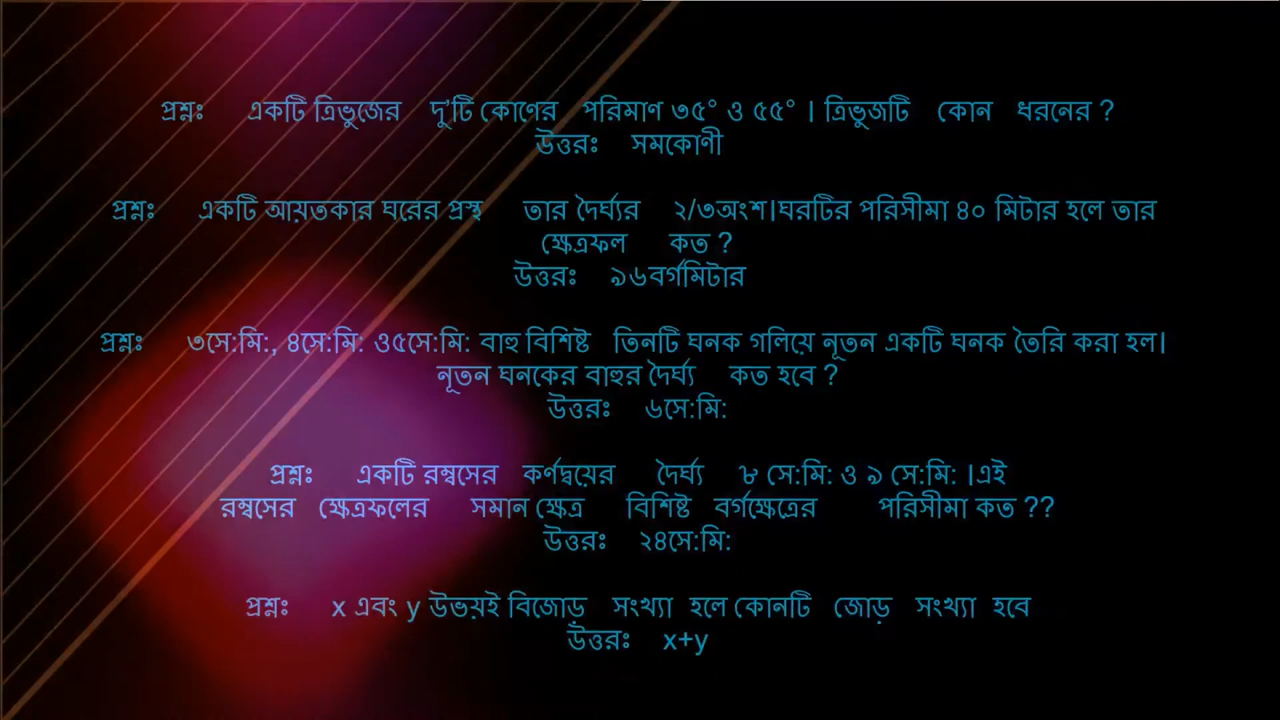 প্রশ্নঃ একটি ত্রিভুজের দু'টি কোণের পরিমাণ ৩৫° ও ৫৫° । ত্রিভুজটি কোন ধরনের ?
উত্তরঃ সমকোণী
প্রশ্নঃ একটি আয়তকার ঘরের প্রস্থ তার দৈর্ঘ্যর ২/৩অংশ।ঘরটির পরিসীমা ৪০ মিটার হলে তার
ক্ষেত্রফল কত ?
উত্তরঃ ৯৬বর্গমিটার
প্রশ্নঃ ৩সে:মি:, ৪সে:মি: ও৫সে:মি: বাহু বিশিষ্ট তিনটি ঘনক গলিয়ে নূতন একটি ঘনক তৈরি করা হল।
নূতন ঘনকের বাহুর দৈর্ঘ্য কত হবে ?
উত্তরঃ ৬সে:মি:
প্রশ্নঃ একটি রম্বসের কর্ণদ্বয়ের দৈর্ঘ্য ৮ সে:মি: ও ৯ সে:মি: ।এই
রম্বসের ক্ষেত্রফলের সমান ক্ষেত্র বিশিষ্ট বর্গক্ষেত্রের পরিসীমা কত ??
উত্তরঃ ২৪সে:মি:
প্রশ্নঃ x এবং y উভয়ই বিজোড় সংখ্যা হলে কোনটি জোড় সংখ্যা হবে
উত্তরঃ x+y